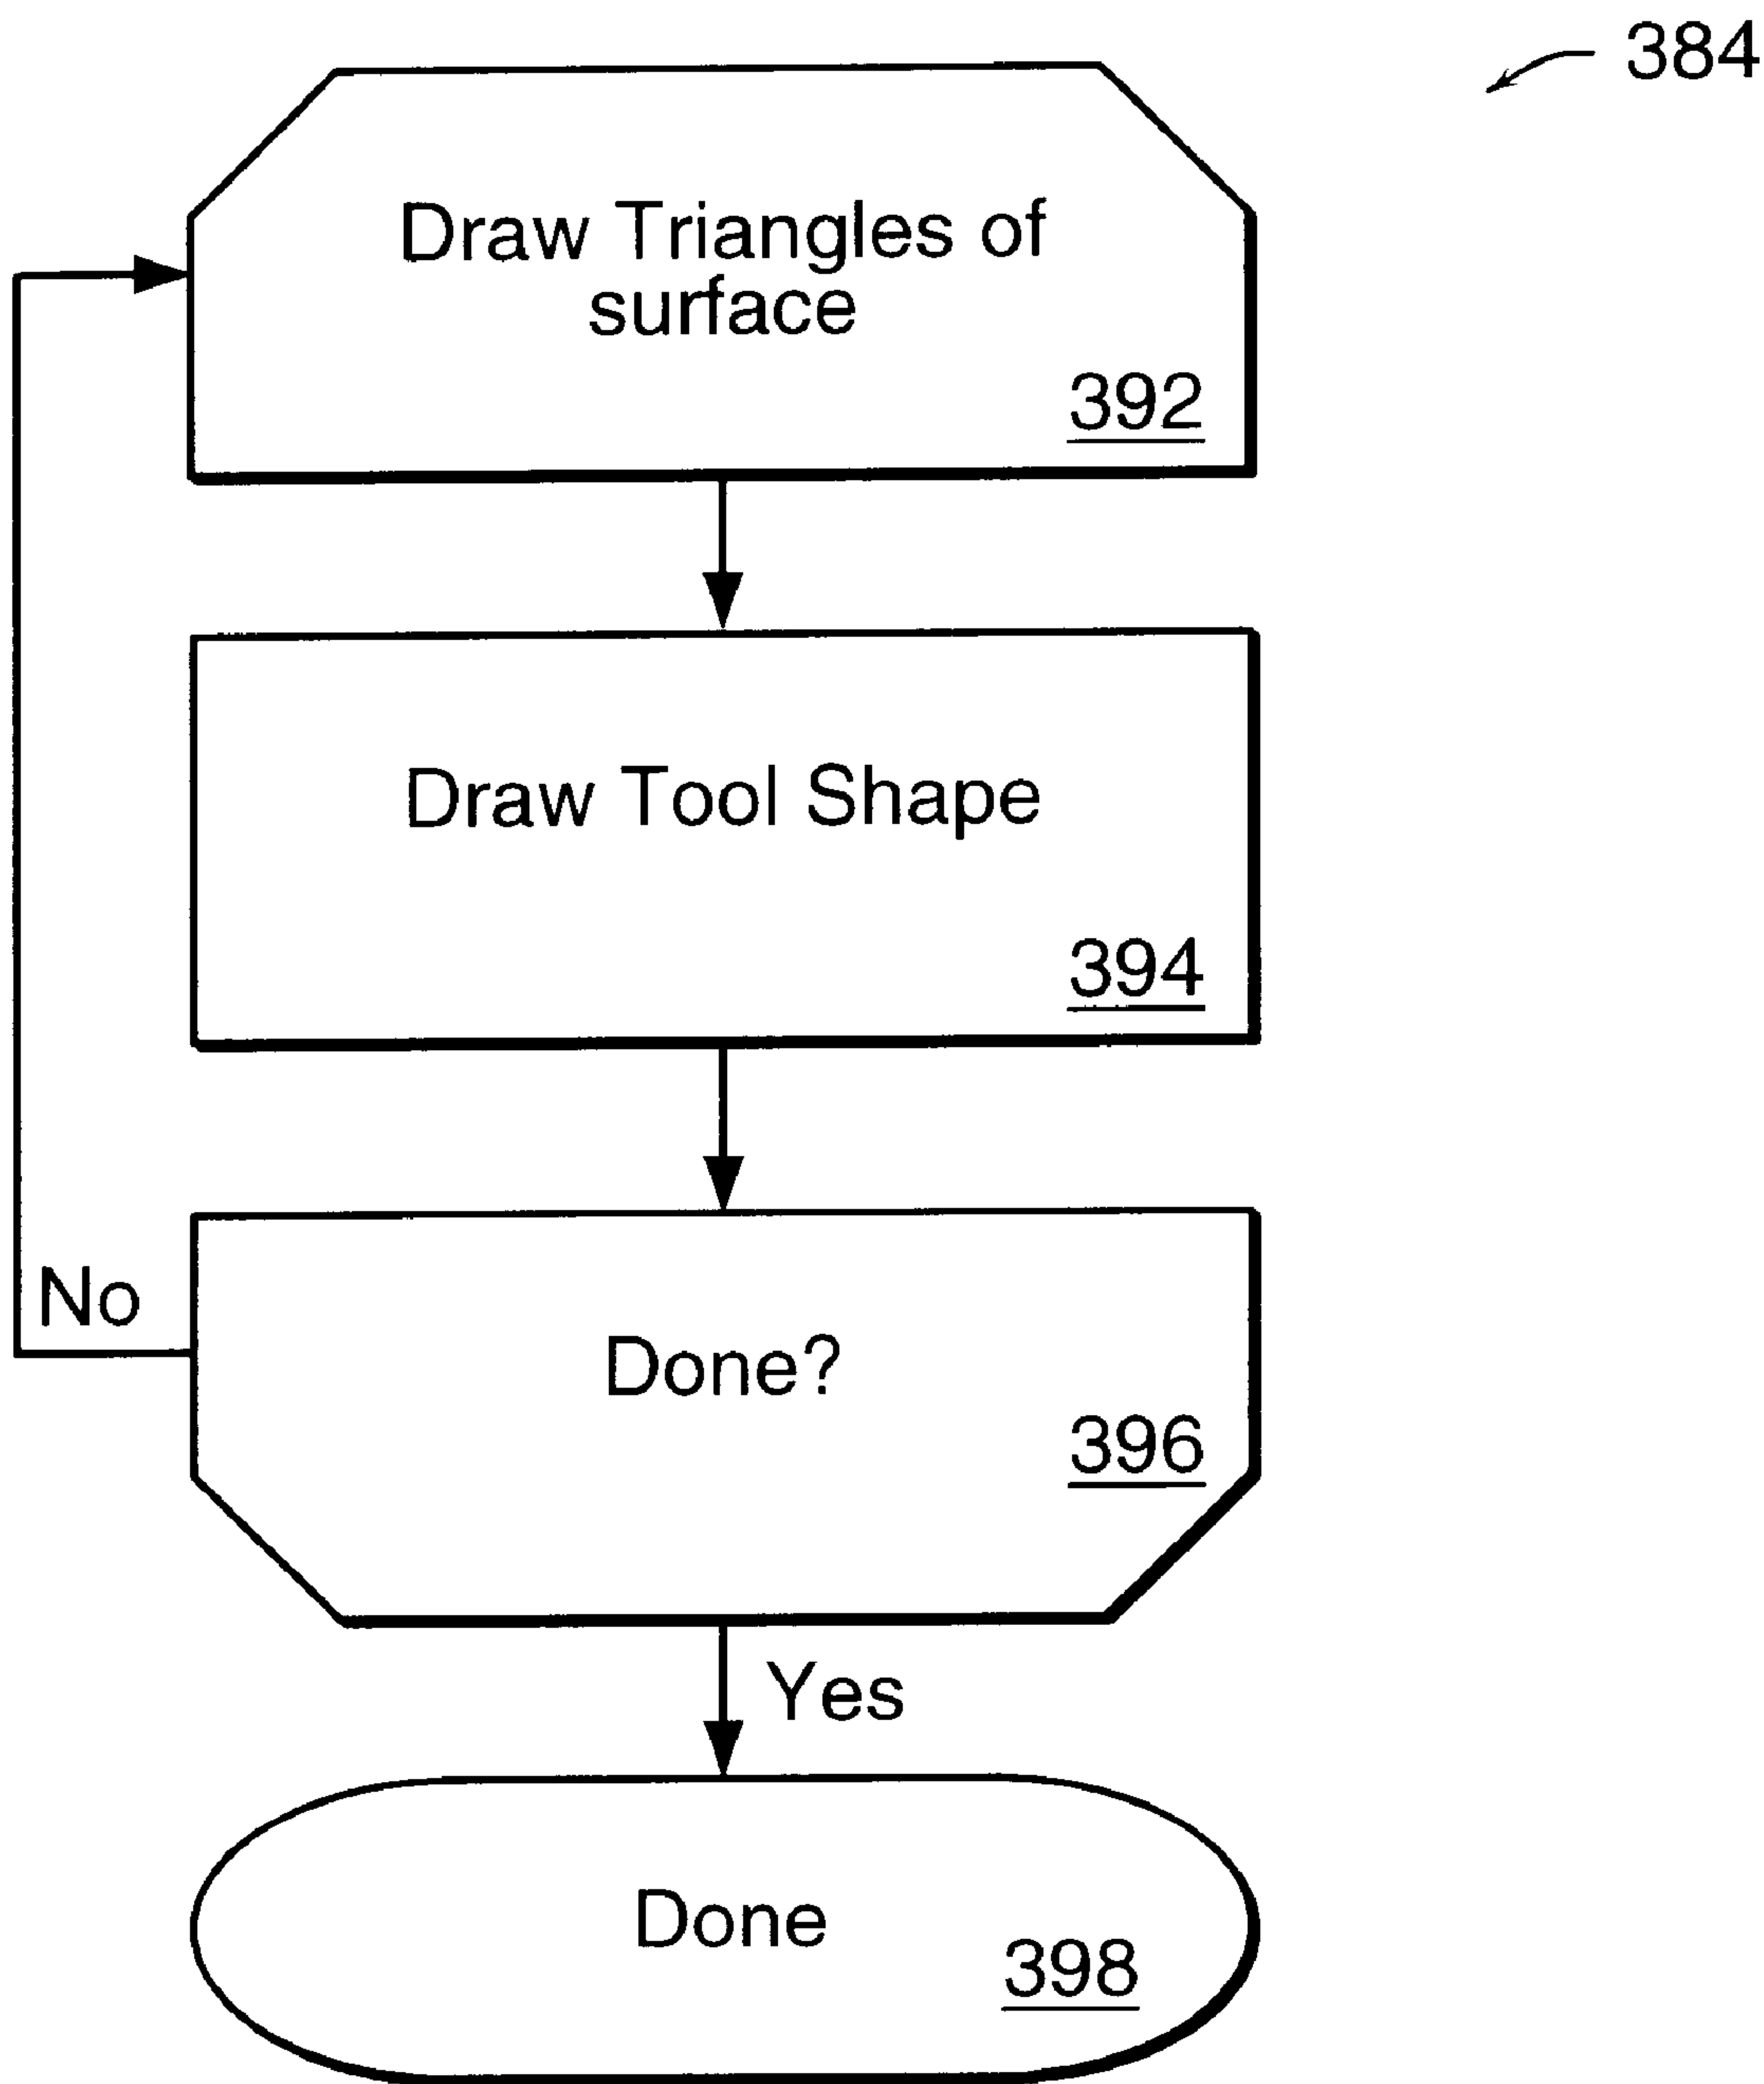 384
Draw Triangles of
surface
392
Draw Tool Shape
394
No
Done?
396
Yes
Done
398